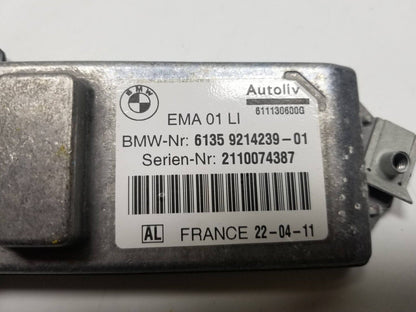 BMW
Autoliv
611130600G
EMA 01 LI
BMW-Nr: 6135 9214239-01
Serien-Nr: 2110074387
AL FRANCE 22-04-11